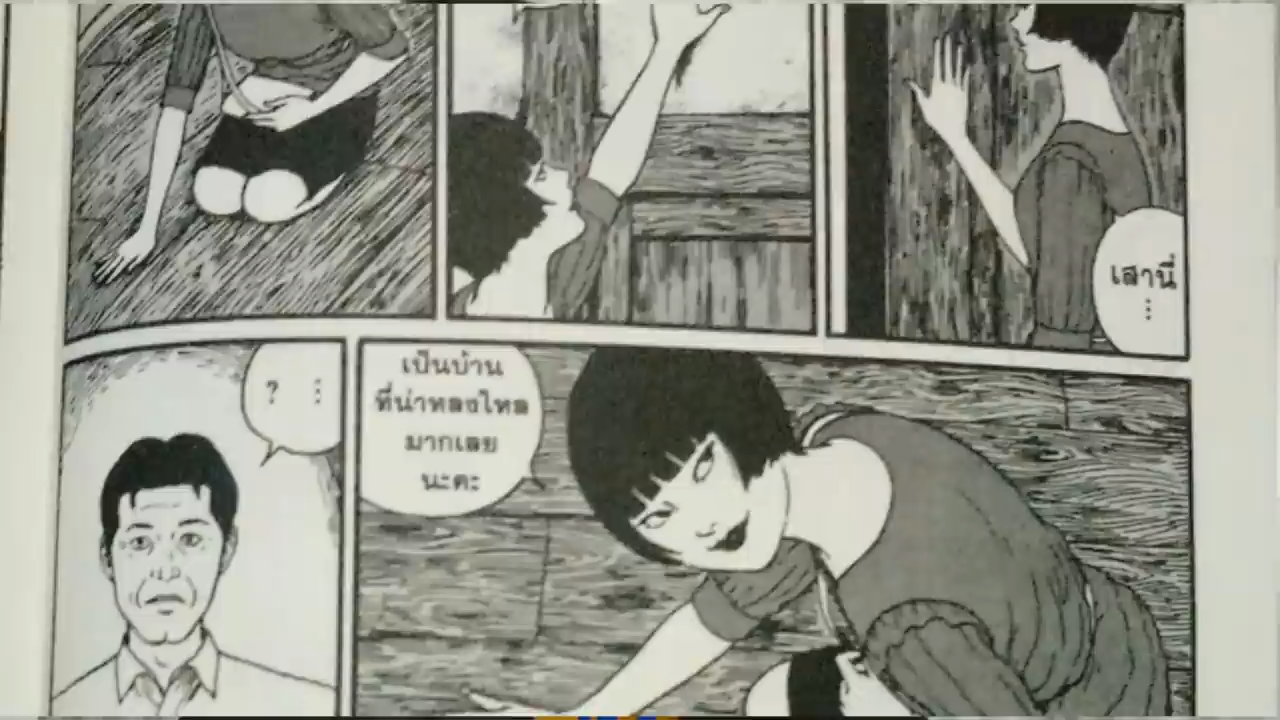 เสานี่
...
? ...
เป็นบ้าน
ที่น่าหลงใหล
มากเลย
นะคะ